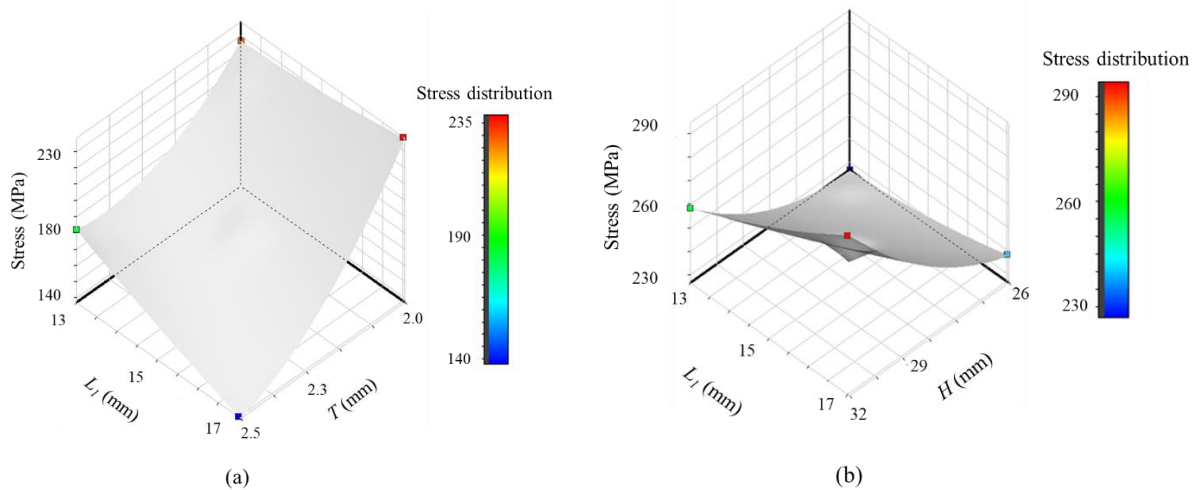 Stress distribution
235
190
140
Stress (MPa)
230
180
140
13
15
17
L1 (mm)
2.5
2.3
2.0
T (mm)
(a)
Stress distribution
290
260
230
Stress (MPa)
290
260
230
13
15
17
L1 (mm)
32
29
26
H (mm)
(b)